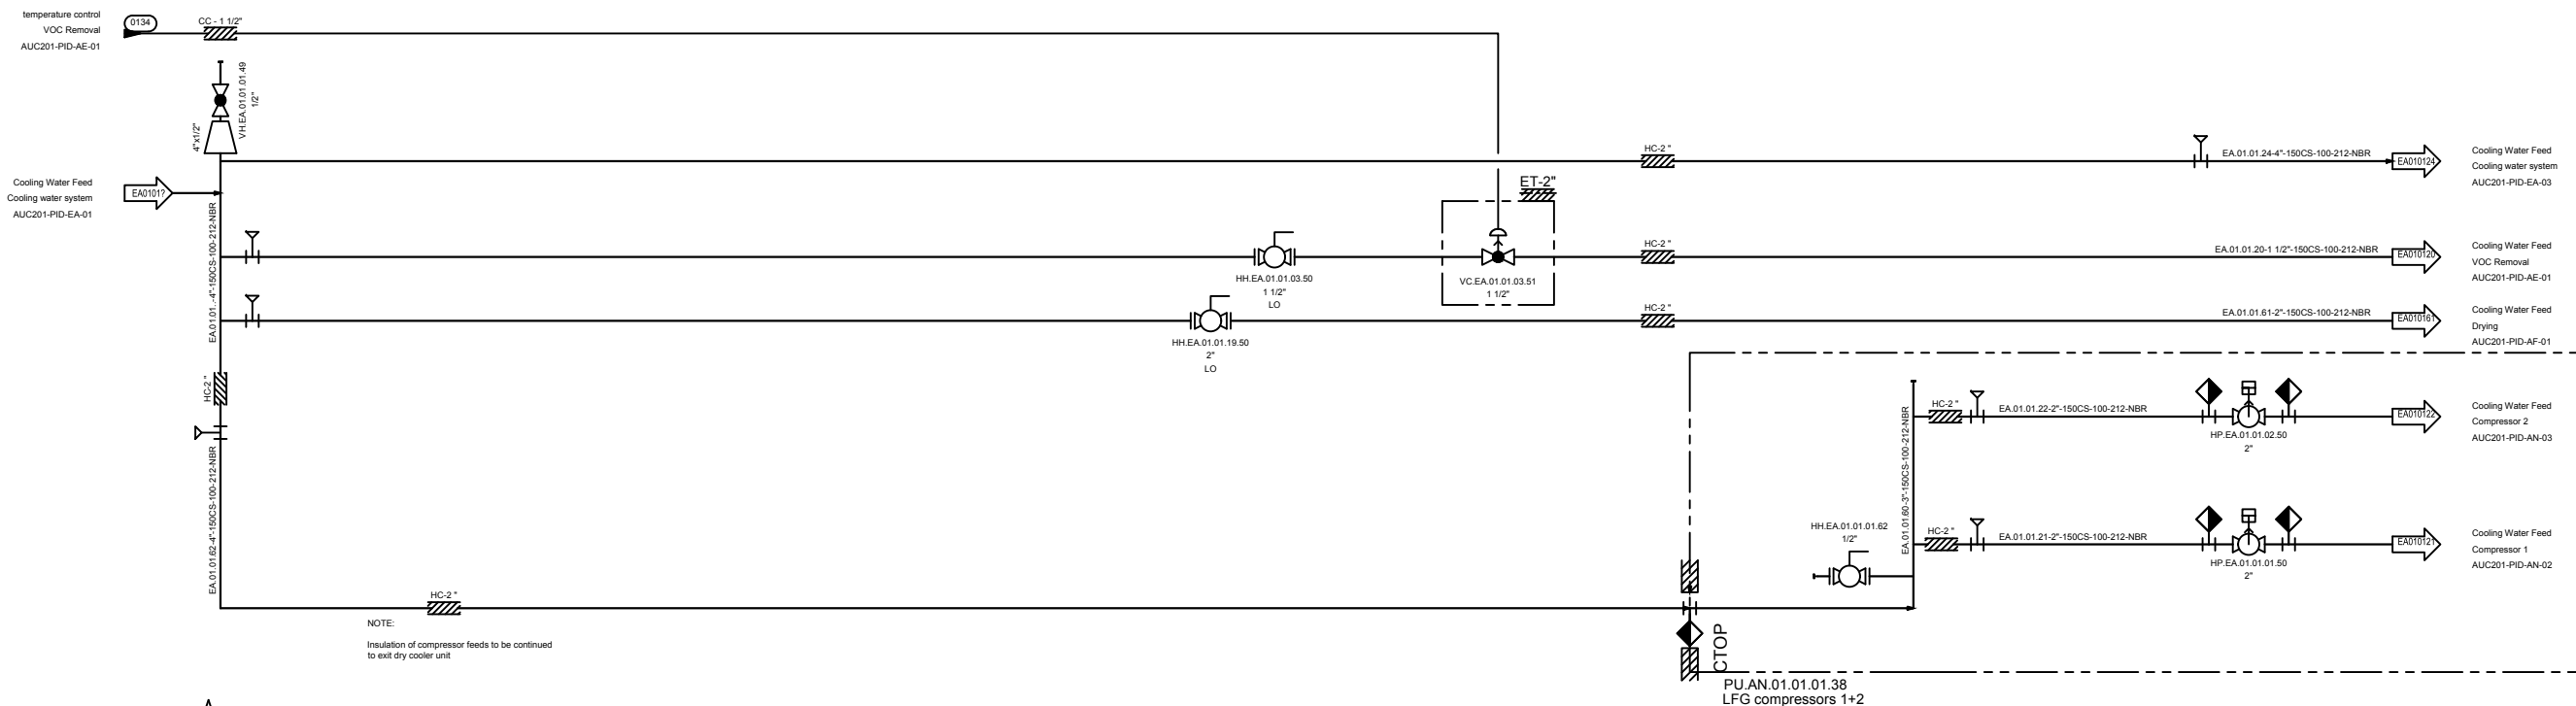 temperature control
VOC Removal
AUC201-PID-AE-01
0134
CC - 1 1/2"
VH.EA.01.01.01.49
1/2"
4"x1/2"
Cooling Water Feed
Cooling water system
AUC201-PID-EA-01
EA0101?
EA.01.01..-4"-150CS-100-212-NBR
HC-2 "
EA.01.01.24-4"-150CS-100-212-NBR
EA010124
Cooling Water Feed
Cooling water system
AUC201-PID-EA-03
ET-2"
HH.EA.01.01.03.50
1 1/2"
LO
VC.EA.01.01.03.51
1 1/2"
HC-2 "
EA.01.01.20-1 1/2"-150CS-100-212-NBR
EA010120
Cooling Water Feed
VOC Removal
AUC201-PID-AE-01
HH.EA.01.01.19.50
2"
LO
HC-2 "
EA.01.01.61-2"-150CS-100-212-NBR
EA010161
Cooling Water Feed
Drying
AUC201-PID-AF-01
HC-2 "
EA.01.01.62-4"-150CS-100-212-NBR
HC-2 "
NOTE:
Insulation of compressor feeds to be continued
to exit dry cooler unit
EA.01.01.60-3"-150CS-100-212-NBR
HC-2 "
EA.01.01.22-2"-150CS-100-212-NBR
HP.EA.01.01.02.50
2"
EA010122
Cooling Water Feed
Compressor 2
AUC201-PID-AN-03
HH.EA.01.01.01.62
1/2"
HC-2 "
EA.01.01.21-2"-150CS-100-212-NBR
HP.EA.01.01.01.50
2"
EA010121
Cooling Water Feed
Compressor 1
AUC201-PID-AN-02
CTOP
PU.AN.01.01.01.38
LFG compressors 1+2